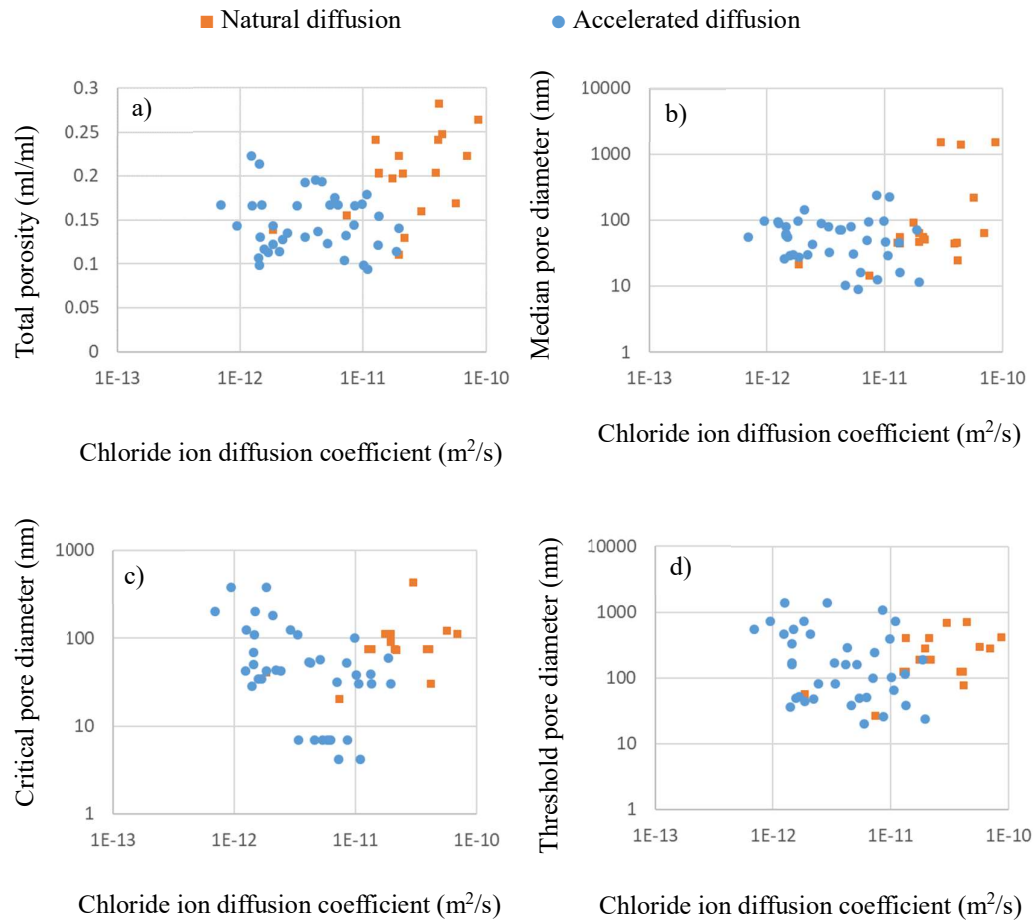 Natural diffusion
Accelerated diffusion
a)
Total porosity (ml/ml)
0.3
0.25
0.2
0.15
0.1
0.05
0
1E-13 1E-12 1E-11 1E-10
Chloride ion diffusion coefficient (m²/s)
b)
Median pore diameter (nm)
10000
1000
100
10
1
1E-13 1E-12 1E-11 1E-10
Chloride ion diffusion coefficient (m²/s)
c)
Critical pore diameter (nm)
1000
100
10
1
1E-13 1E-12 1E-11 1E-10
Chloride ion diffusion coefficient (m²/s)
d)
Threshold pore diameter (nm)
10000
1000
100
10
1
1E-13 1E-12 1E-11 1E-10
Chloride ion diffusion coefficient (m²/s)